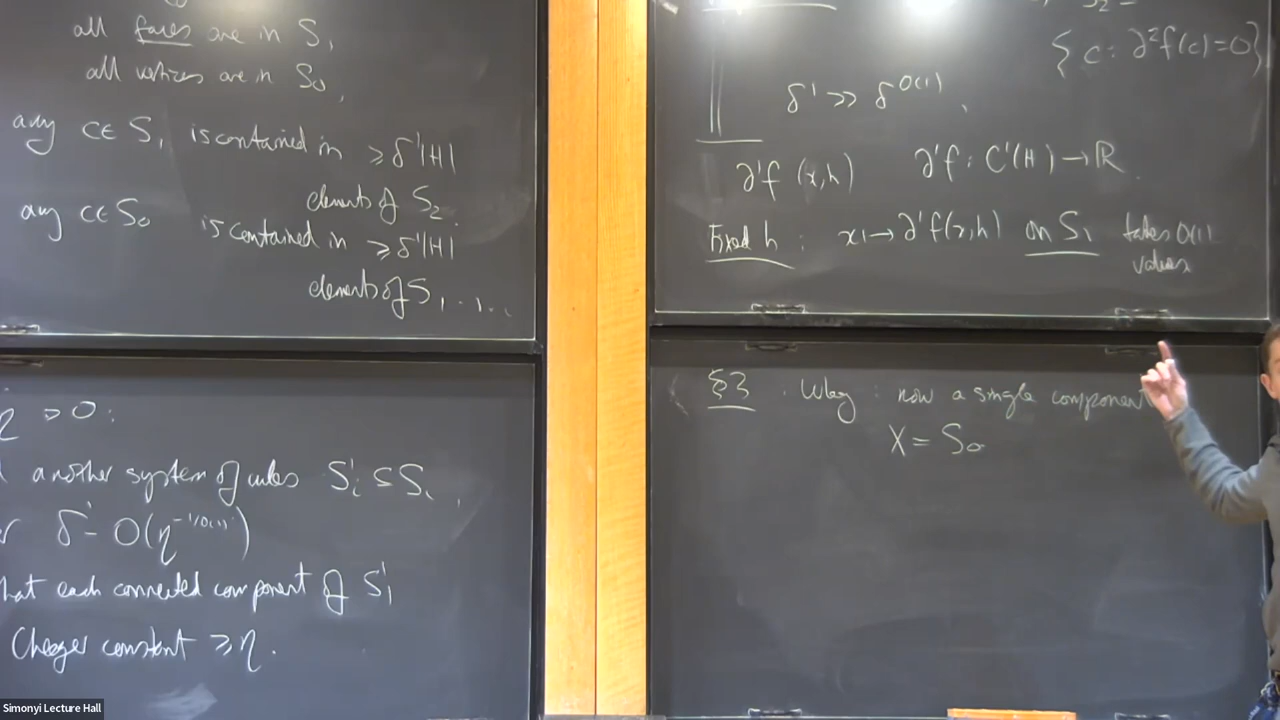 all faces are in S₁
all vertices are in S₀,
any c∈ S₁ is contained in ≥ δ'|H|
elements of S₂.
any c∈ S₀ is contained in ≥ δ'|H|
elements of S₁ ....
η > 0:
another system of cubes S'ᵢ ⊆ Sᵢ,
δ' - O(η^{-1/O(1)})
that each connected component of S'₁
Cheeger constant ≥ η.
S₂ =
{ c : ∂²f(c) = 0}
δ' >> δ^{O(1)},
∂'f (x,h) ∂'f : C'(H) → ℝ.
Fixed h : x ↦ ∂'f(x,h) on S₁ takes O(1)
values
§3. Why : now a single component
X = S₀
Simonyi Lecture Hall